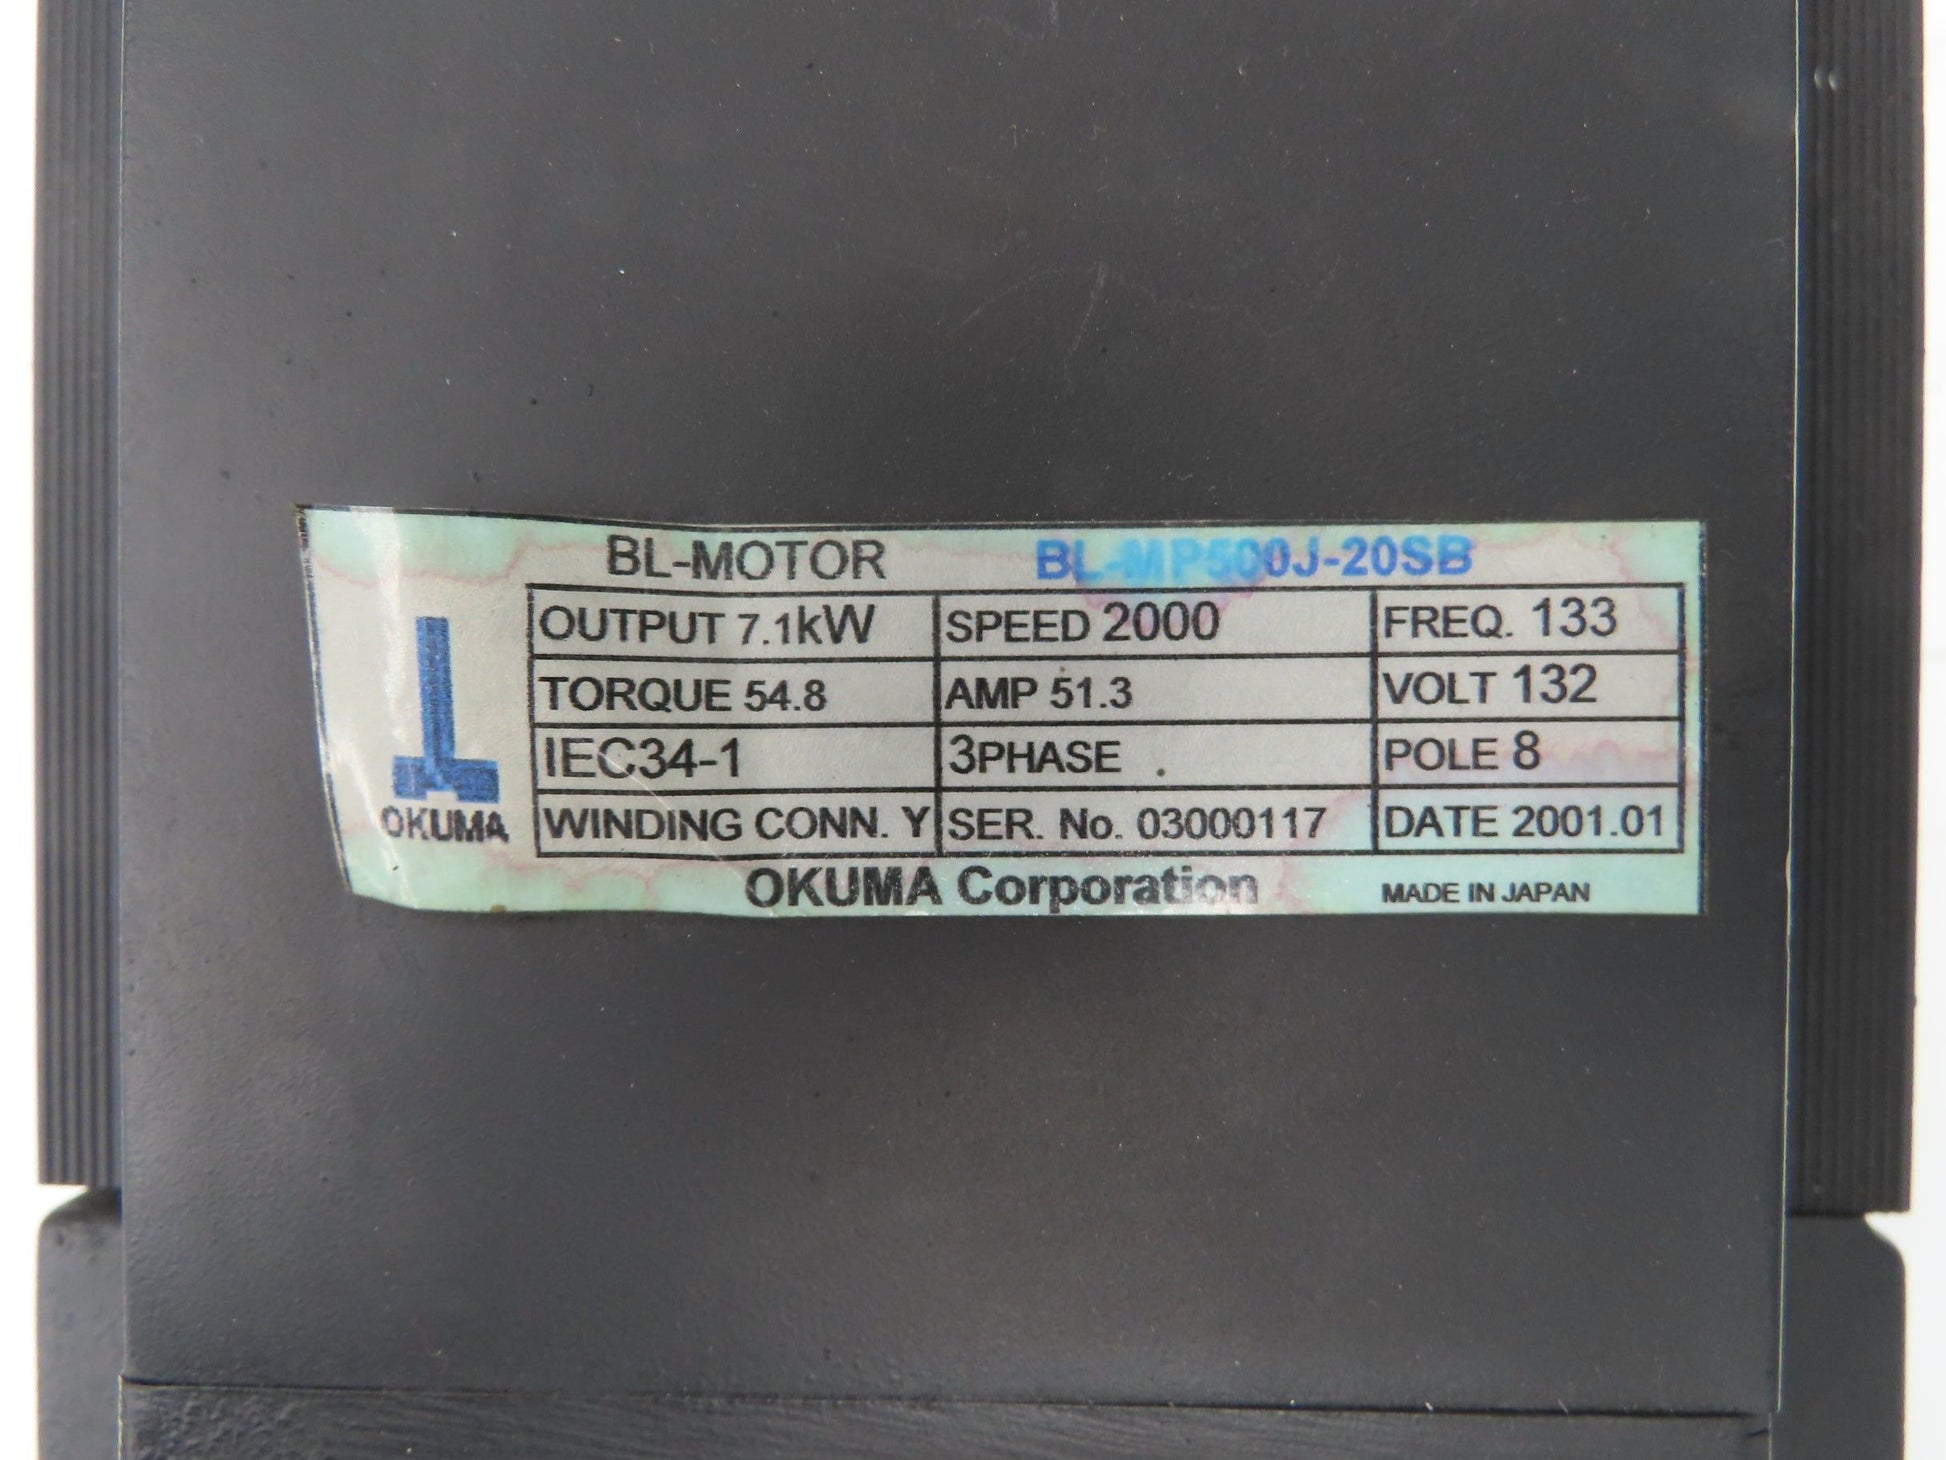 BL-MOTOR BL-MP500J-20SB
OUTPUT 7.1kW SPEED 2000 FREQ. 133
TORQUE 54.8 AMP 51.3 VOLT 132
IEC34-1 3PHASE POLE 8
WINDING CONN. Y SER. No. 03000117 DATE 2001.01
OKUMA
OKUMA Corporation MADE IN JAPAN